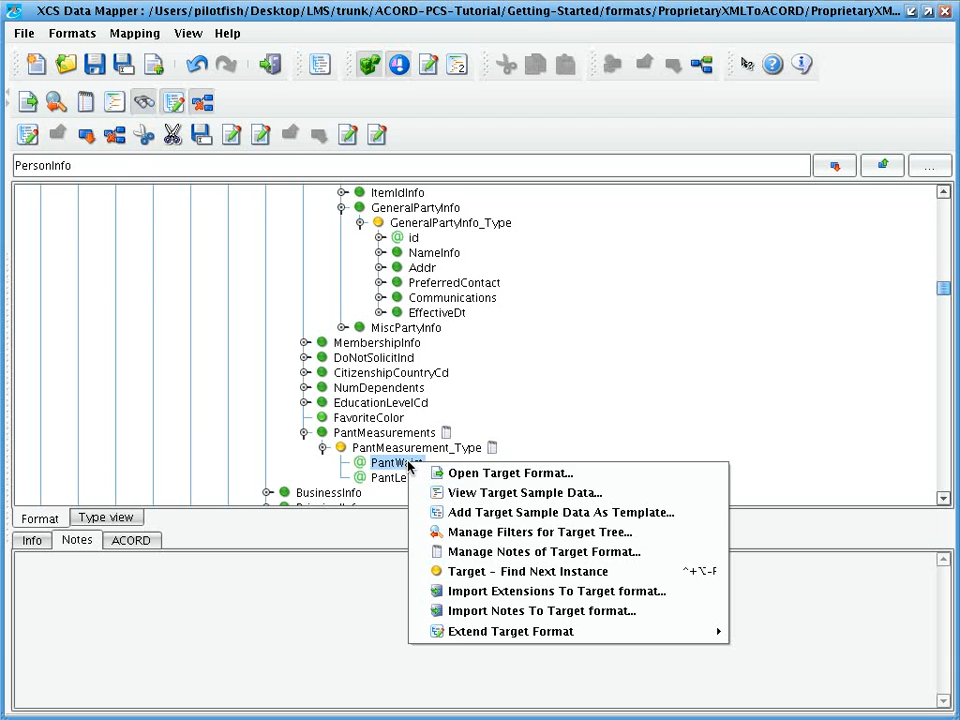 XCS Data Mapper : /Users/pilotfish/Desktop/LMS/trunk/ACORD-PCS-Tutorial/Getting-Started/formats/ProprietaryXMLToACORD/ProprietaryXM...
File Formats Mapping View Help
PersonInfo
...
ItemIdInfo
GeneralPartyInfo
GeneralPartyInfo_Type
id
NameInfo
Addr
PreferredContact
Communications
EffectiveDt
MiscPartyInfo
MembershipInfo
DoNotSolicitInd
CitizenshipCountryCd
NumDependents
EducationLevelCd
FavoriteColor
PantMeasurements
PantMeasurement_Type
PantWaist
PantLe
BusinessInfo
Open Target Format...
View Target Sample Data...
Add Target Sample Data As Template...
Manage Filters for Target Tree...
Manage Notes of Target Format...
Target - Find Next Instance ^+⌥-F
Import Extensions To Target format...
Import Notes To Target format...
Extend Target Format
Format Type view
Info Notes ACORD